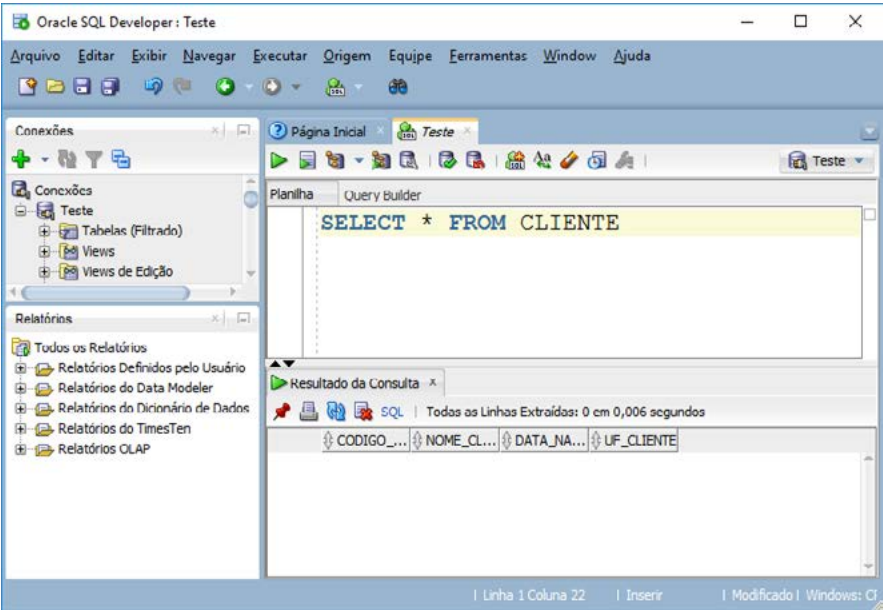 Oracle SQL Developer : Teste
Arquivo Editar Exibir Navegar Executar Origem Equipe Ferramentas Window Ajuda
Conexões
Conexões
Teste
Tabelas (Filtrado)
Views
Views de Edição
Relatórios
Todos os Relatórios
Relatórios Definidos pelo Usuário
Relatórios do Data Modeler
Relatórios do Dicionário de Dados
Relatórios do TimesTen
Relatórios OLAP
Página Inicial Teste
Teste
Planilha Query Builder
SELECT * FROM CLIENTE
Resultado da Consulta
SQL | Todas as Linhas Extraídas: 0 em 0,006 segundos
CODIGO_... NOME_CL... DATA_NA... UF_CLIENTE
| Linha 1 Coluna 22 | Inserir | Modificado | Windows: